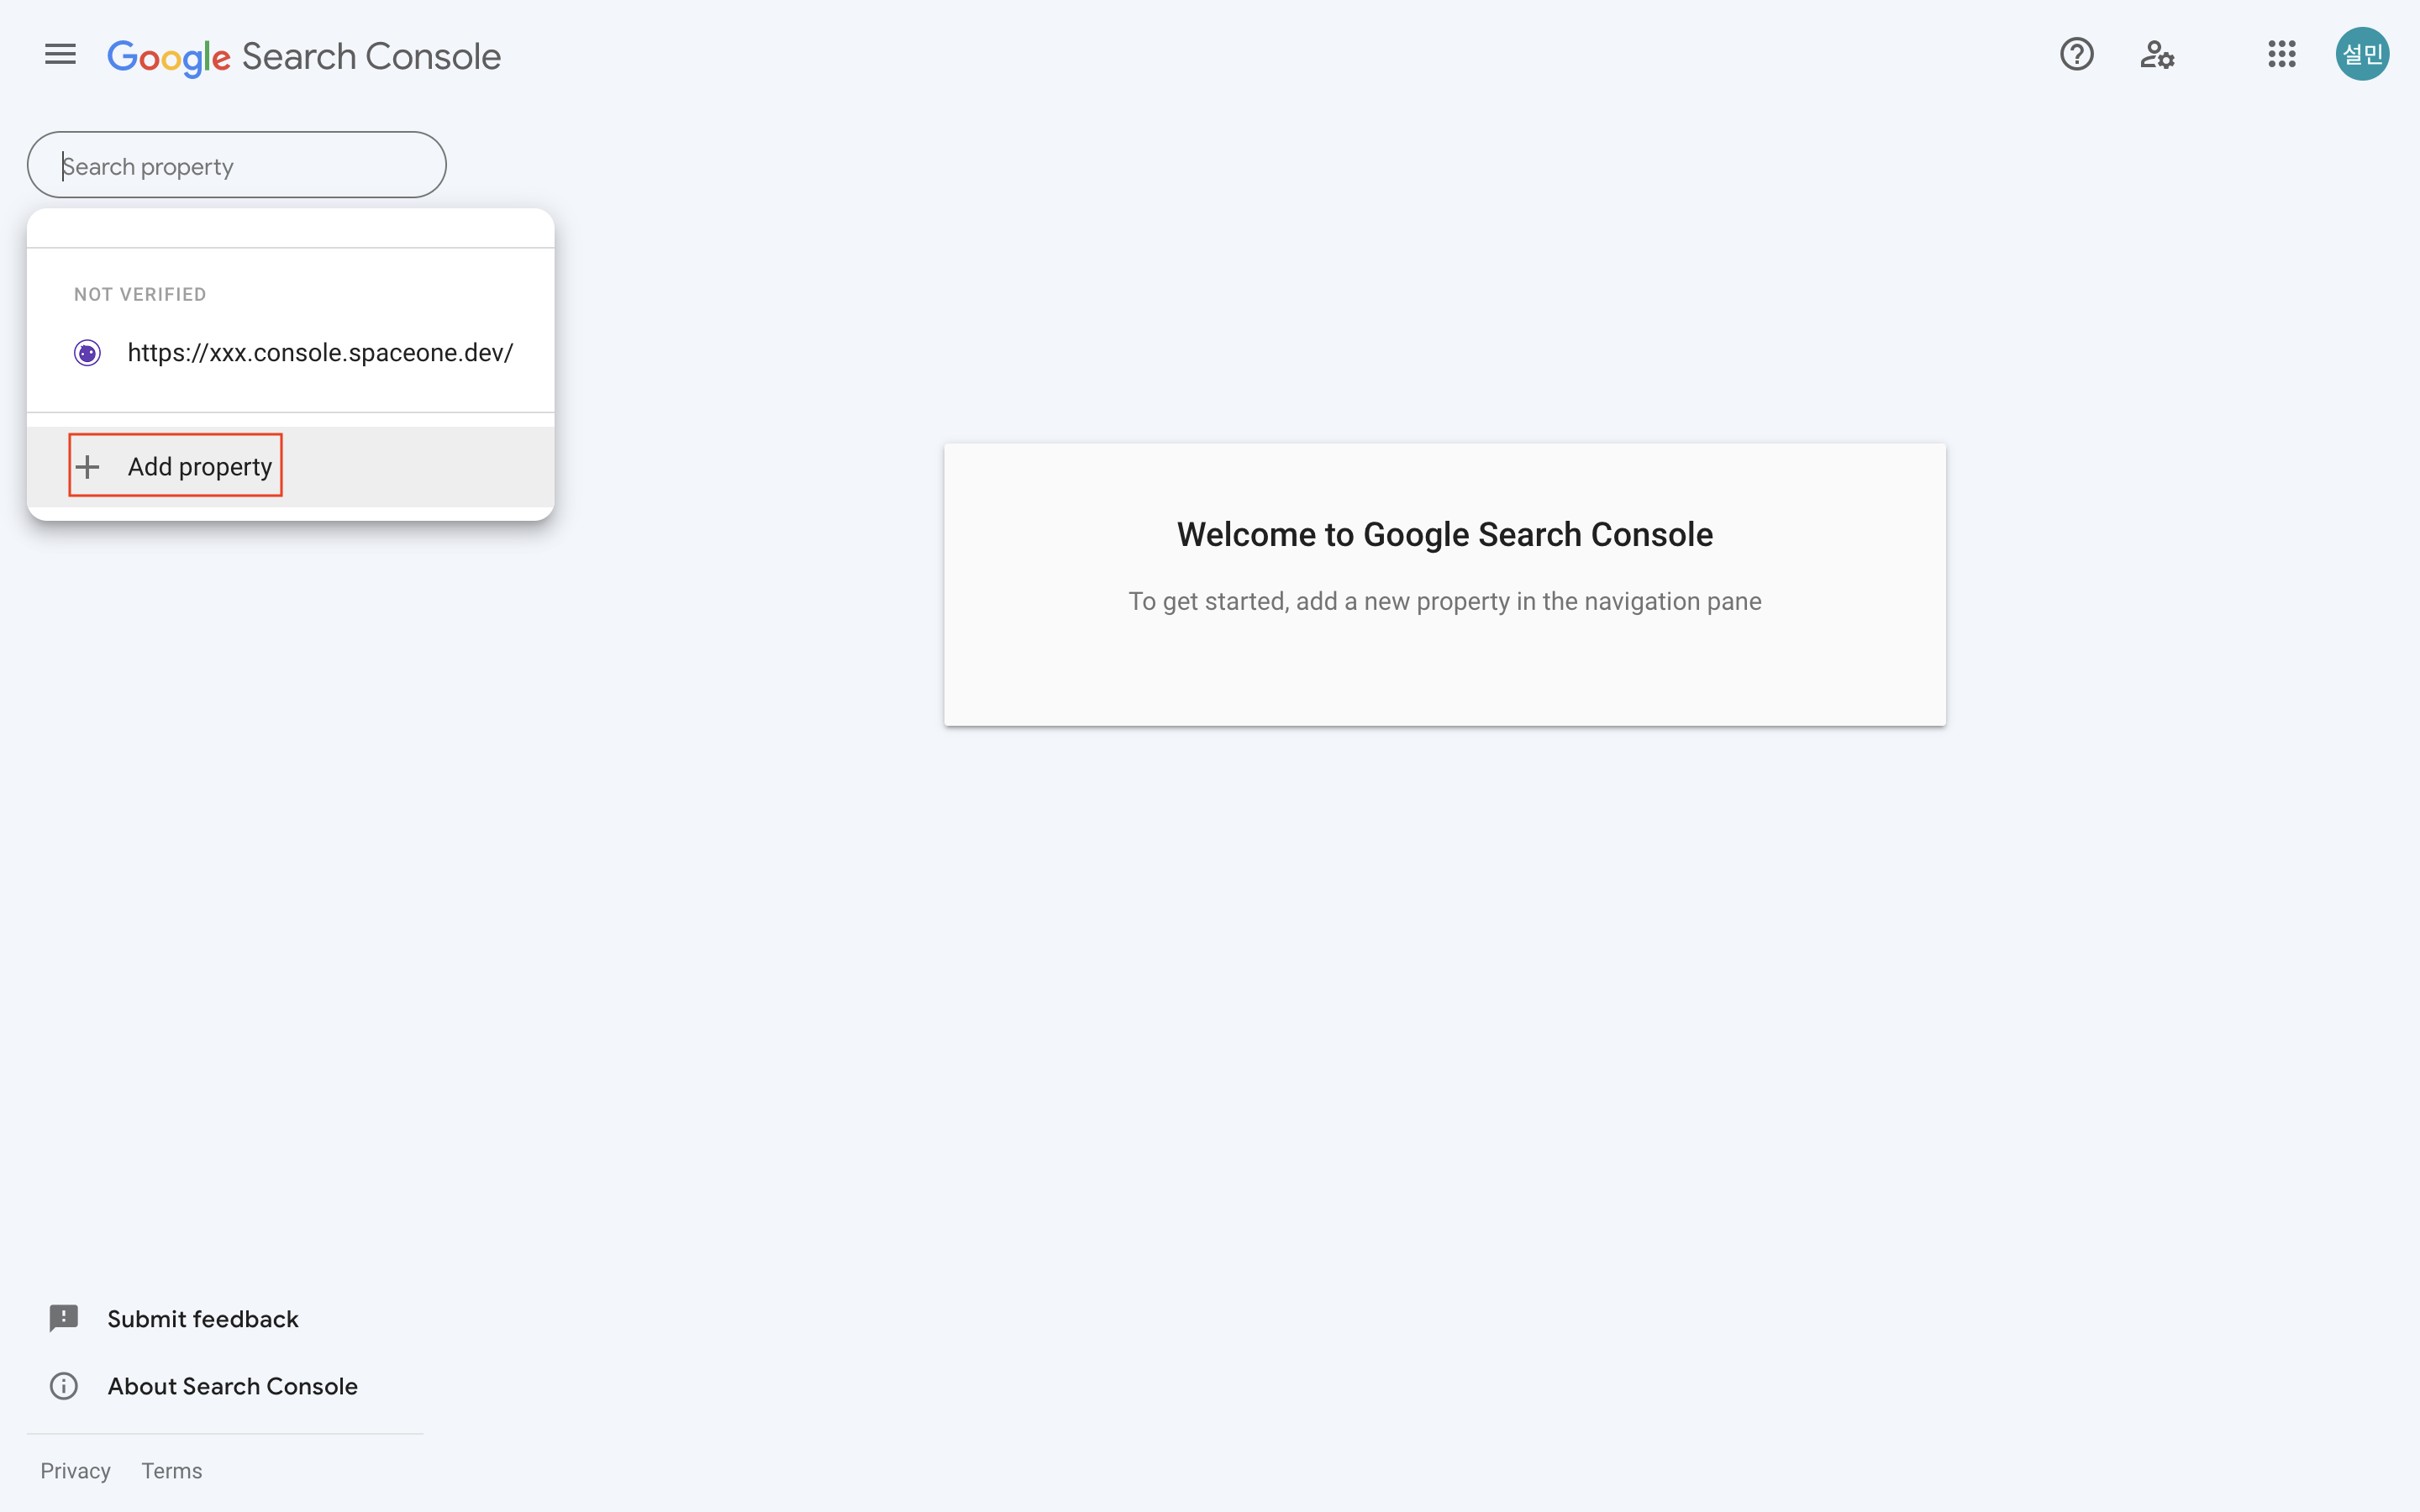 Google Search Console
설민
Search property
NOT VERIFIED
https://xxx.console.spaceone.dev/
Add property
Welcome to Google Search Console
To get started, add a new property in the navigation pane
Submit feedback
About Search Console
Privacy Terms